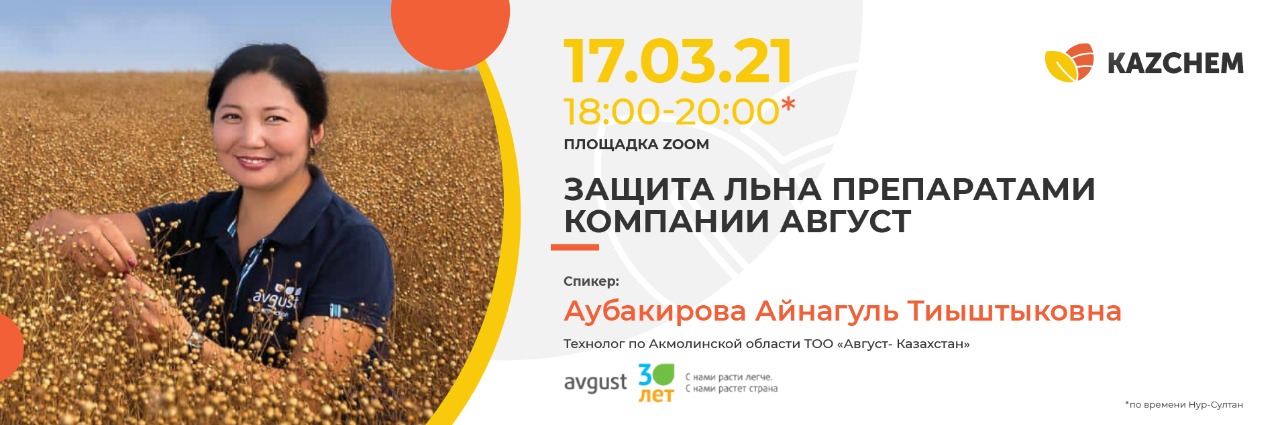 17.03.21
18:00-20:00*
ПЛОЩАДКА ZOOM
KAZCHEM
ЗАЩИТА ЛЬНА ПРЕПАРАТАМИ
КОМПАНИИ АВГУСТ
Спикер:
Аубакирова Айнагуль Тиыштыковна
Технолог по Акмолинской области ТОО «Август- Казахстан»
avgust
30
лет
С нами расти легче.
С нами растет страна
*по времени Нур-Султан
avgust